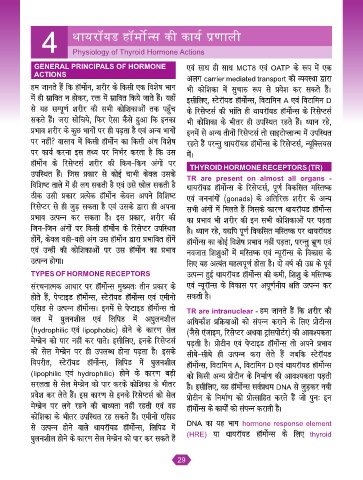 4
थायरॉयड हॉर्मोन्स की कार्य प्रणाली
Physiology of Thyroid Hormone Actions
GENERAL PRINCIPALS OF HORMONE
ACTIONS
हम जानते हैं कि हॉर्मोन, शरीर के किसी एक विशेष भाग
में ही स्रावित न होकर, रक्त में स्रावित किये जाते हैं। वहाँ
से यह सम्पूर्ण शरीर की सभी कोशिकाओं तक पहुँच
सकते हैं। जरा सोचिये, फिर ऐसा कैसे हुआ कि इनका
प्रभाव शरीर के कुछ भागों पर ही पड़ता है एवं अन्य भागों
पर नहीं? वास्तव में किसी हॉर्मोन का किसी अंग विशेष
पर कार्य करना इस तथ्य पर निर्भर करता है कि उस
हॉर्मोन के रिसेप्टर्स शरीर की किन-किन अंगों पर
उपस्थित हैं। जिस प्रकार से कोई चाभी केवल उसके
विशिष्ट ताले में ही लग सकती है एवं उसे खोल सकती है
ठीक उसी प्रकार प्रत्येक हॉर्मोन केवल अपने विशिष्ट
रिसेप्टर से ही जुड़ सकता है एवं उसके द्वारा ही अपना
प्रभाव उत्पन्न कर सकता है। इस प्रकार, शरीर की
जिन-जिन अंगों पर किसी हॉर्मोन के रिसेप्टर उपस्थित
होंगें, केवल वही-वही अंग उस हॉर्मोन द्वारा प्रभावित होंगें
एवं उन्हीं की कोशिकाओं पर उस हॉर्मोन का प्रभाव
उत्पन्न होगा।
TYPES OF HORMONE RECEPTORS
संरचनात्मक आधार पर हॉर्मोन्स मुख्यतः तीन प्रकार के
होते हैं, पेप्टाइड हॉर्मोन्स, स्टेरॉयड हॉर्मोन्स एवं एमीनो
एसिड से उत्पन्न हॉर्मोन्स। इनमें से पेप्टाइड हॉर्मोन्स तो
जल में घुलनशील एवं लिपिड में अघुलनशील
(hydrophilic एवं lipophobic) होने के कारण सेल
मेम्ब्रेन को पार नहीं कर पाते। इसीलिए, इनके रिसेप्टर्स
को सेल मेम्ब्रेन पर ही उपलब्ध होना पड़ता है। इसके
विपरीत, स्टेरॉयड हॉर्मोन्स, लिपिड में घुलनशील
(lipophilic एवं hydrophilic) होने के कारण बड़ी
सरलता से सेल मेम्ब्रेन को पार करके कोशिका के भीतर
प्रवेश कर लेते हैं। इस कारण से इनके रिसेप्टर्स को सेल
मेम्ब्रेन पर लगे रहने की बाध्यता नहीं रहती एवं वह
कोशिका के भीतर उपस्थित रह सकते हैं। एमीनो एसिड
से उत्पन्न होने वाले थायरॉयड हॉर्मोन्स, लिपिड में
घुलनशील होने के कारण सेल मेम्ब्रेन को पार कर सकते हैं
एवं साथ ही साथ MCT8 एवं OATP के रूप में एक
अलग carrier mediated transport की व्यवस्था द्वारा
भी कोशिका में सुचारू रूप से प्रवेश कर सकते हैं।
इसीलिए, स्टेरॉयड हॉर्मोन्स, विटामिन A एवं विटामिन D
के रिसेप्टर्स की भांति ही थायरॉयड हॉर्मोन्स के रिसेप्टर्स
भी कोशिका के भीतर ही उपस्थित रहते हैं। ध्यान रहे,
इनमें से अन्य तीनों रिसेप्टर्स तो साइटोप्लाज्म में उपस्थित
रहते हैं परन्तु थायरॉयड हॉर्मोन्स के रिसेप्टर्स, न्यूक्लियस
में।
THYROID HORMONE RECEPTORS (TR)
TR are present on almost all organs -
थायरॉयड हॉर्मोन्स के रिसेप्टर्स, पूर्ण विकसित मस्तिष्क
एवं जननांगों (gonads) के अतिरिक्त शरीर के अन्य
सभी अंगों में मिलते हैं जिसके कारण थायरॉयड हॉर्मोन्स
का प्रभाव भी शरीर की इन सभी कोशिकाओं पर पड़ता
है। ध्यान रहे, यद्यपि पूर्ण विकसित मस्तिष्क पर थायरॉयड
हॉर्मोन्स का कोई विशेष प्रभाव नहीं पड़ता, परन्तु भ्रूण एवं
नवजात शिशुओं में मस्तिष्क एवं न्यूरॉन्स के विकास के
लिए यह अत्यंत महत्वपूर्ण होता है। दो वर्ष की उम्र के पूर्व
उत्पन्न हुई थायरॉयड हॉर्मोन्स की कमी, शिशु के मस्तिष्क
एवं न्यूरॉन्स के विकास पर अपूर्णनीय क्षति उत्पन्न कर
सकती है।
TR are intranuclear - हम जानते हैं कि शरीर की
अधिकाँश प्रक्रियाओं को संपन्न कराने के लिए प्रोटीन्स
(जैसे एंजाइम, रिसेप्टर अथवा ट्रांसपोर्टर) की आवश्यकता
पड़ती है। प्रोटीन एवं पेप्टाइड हॉर्मोन्स तो अपने प्रभाव
सीधे-सीधे ही उत्पन्न करा लेते हैं जबकि स्टेरॉयड
हॉर्मोन्स, विटामिन A, विटामिन D एवं थायरॉयड हॉर्मोन्स
को किसी अन्य प्रोटीन के निर्माण की आवश्यकता पड़ती
है। इसीलिए, वह हॉर्मोन्स सर्वप्रथम DNA से जुड़कर नयी
प्रोटीन के निर्माण को प्रोत्साहित करते हैं जो पुनः इन
हॉर्मोन्स के कार्यों को संपन्न कराती है।
DNA का यह भाग hormone response element
(HRE) या थायरॉयड हॉर्मोन्स के लिए thyroid
29